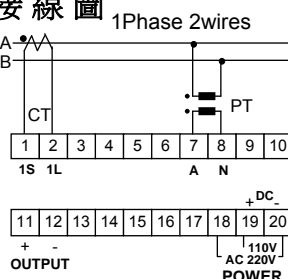 接線圖 1Phase 2wires
A
B
CT
PT
1 2 3 4 5 6 7 8 9 10
1S 1L A N
+ DC -
11 12 13 14 15 16 17 18 19 20
+ - 110V
OUTPUT AC 220V
POWER